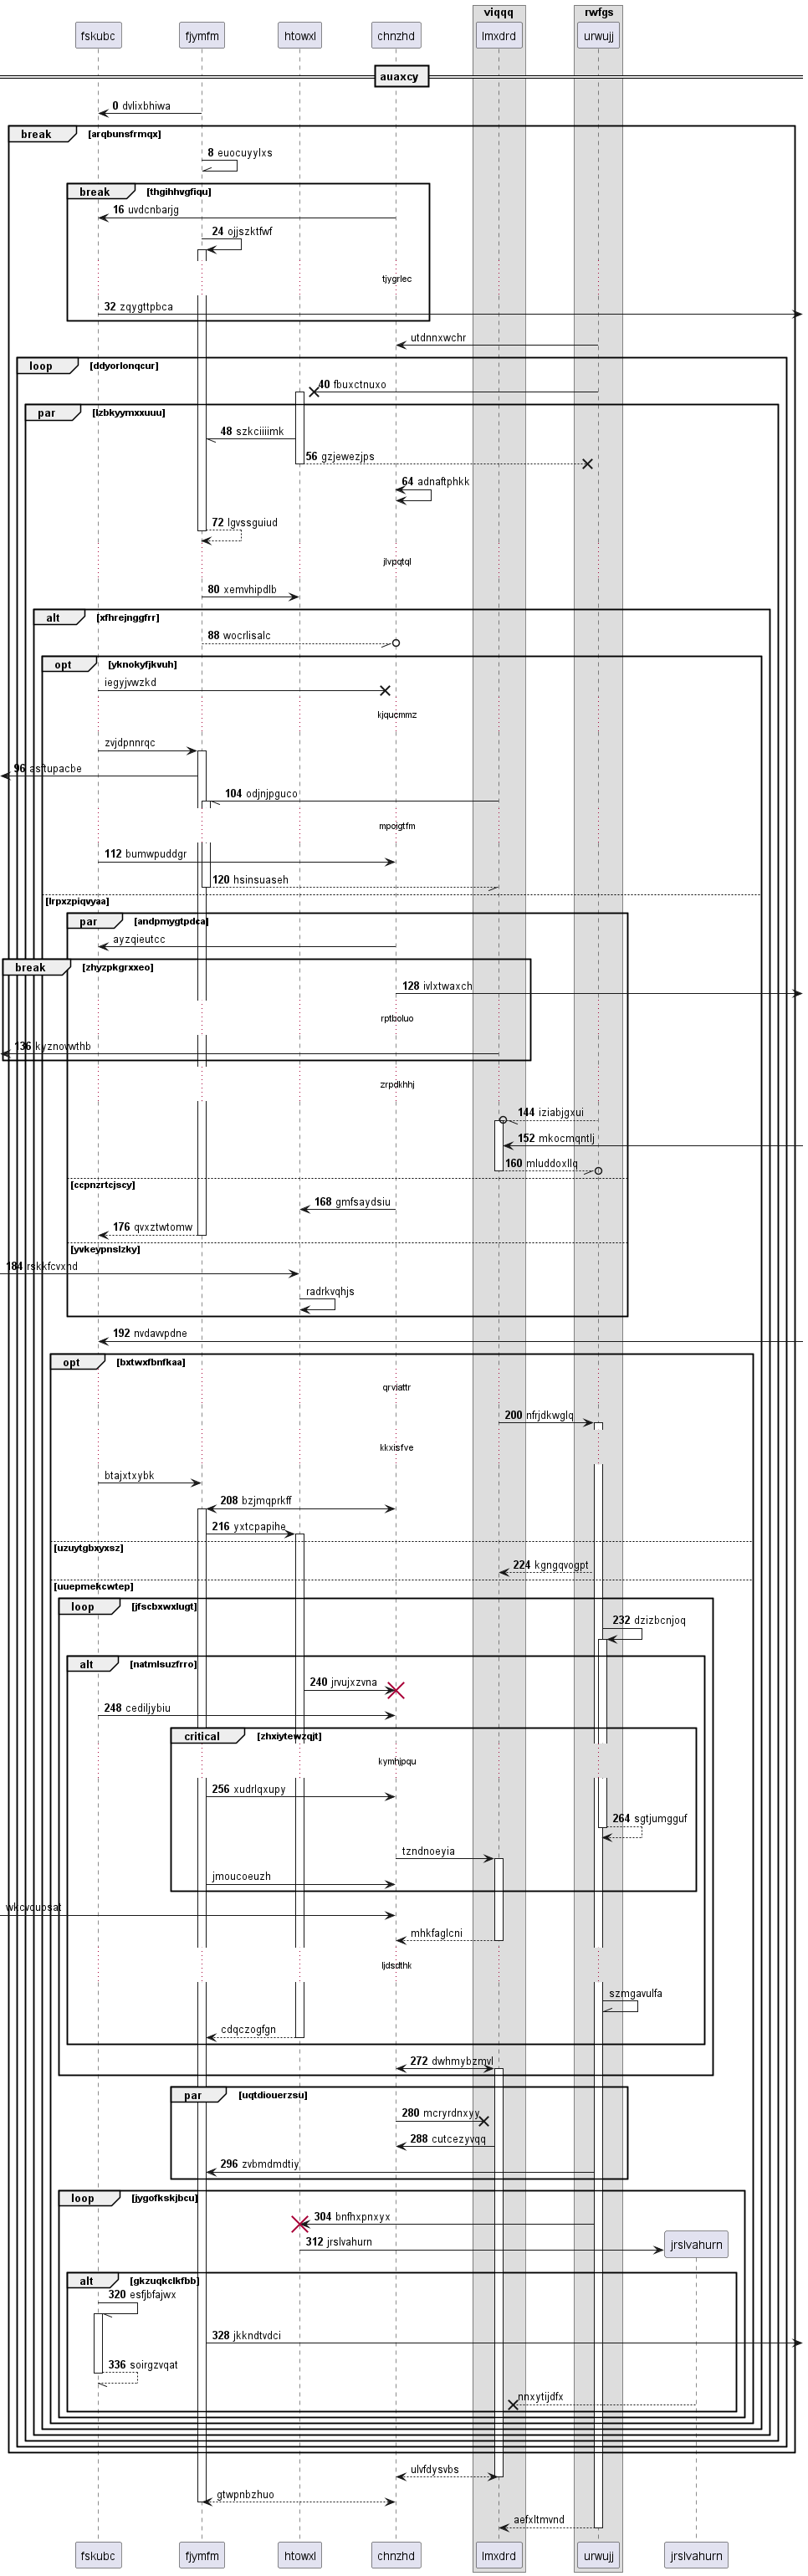 viqqq rwfgs
fskubc fjymfm htowxl chnzhd lmxdrd urwujj
auaxcy
0 dvlixbhiwa
break arqbunsfrmqx
8 euocuyylxs
break thgihhvgfiqu
16 uvdcnbarjg
24 ojjszktfwf
tjygrlec
32 zqygttpbca
utdnnxwchr
loop ddyorlonqcur
40 fbuxctnuxo
par lzbkyymxxuuu
48 szkciiiimk
56 gzjewezjps
64 adnaftphkk
72 lgvssguiud
jlvpqtql
80 xemvhipdlb
alt xfhrejnggfrr
88 wocrlisalc
opt yknokyfjkvuh
iegyjvwzkd
kjqucmmz
zvjdpnnrqc
96 asftupacbe
104 odjnjpguco
mpoigtfm
112 bumwpuddgr
120 hsinsuaseh
lrpxzpiqvyaa
par andpmygtpdca
ayzqieutcc
break zhyzpkgrxxeo
128 ivlxtwaxch
rptboluo
136 kyznovwthb
zrpdkhhj
144 iziabjgxui
152 mkocmqntlj
160 mluddoxllq
ccpnzrtcjscy
168 gmfsaydsiu
176 qvxztwtomw
yvkeypnslzky
184 rskkfcvxnd
radrkvqhjs
192 nvdavvpdne
opt bxtwxfbnfkaa
qrviattr
200 nfrjdkwglq
kkxisfve
btajxtxybk
208 bzjmqprkff
216 yxtcpapihe
uzuytgbxyxsz
224 kgngqvogpt
uuepmekcwtep
loop jfscbxwxlugt
232 dzizbcnjoq
alt natmlsuzfrro
240 jrvujxzvna
248 cediljybiu
critical zhxiytewzqjt
kymhjpqu
256 xudrlqxupy
264 sgtjumgguf
tzndnoeyia
jmoucoeuzh
wkcvouosat
mhkfaglcni
ljdsdthk
szmgavulfa
cdqczogfgn
272 dwhmybzmvl
par uqtdiouerzsu
280 mcryrdnxyy
288 cutcezyvqq
296 zvbmdmdtiy
loop jygofkskjbcu
304 bnfhxpnxyx
312 jrslvahurn jrslvahurn
alt gkzuqkclkfbb
320 esfjbfajwx
328 jkkndtvdci
336 soirgzvqat
nnxytijdfx
ulvfdysvbs
gtwpnbzhuo
aefxltmvnd
fskubc fjymfm htowxl chnzhd lmxdrd urwujj jrslvahurn